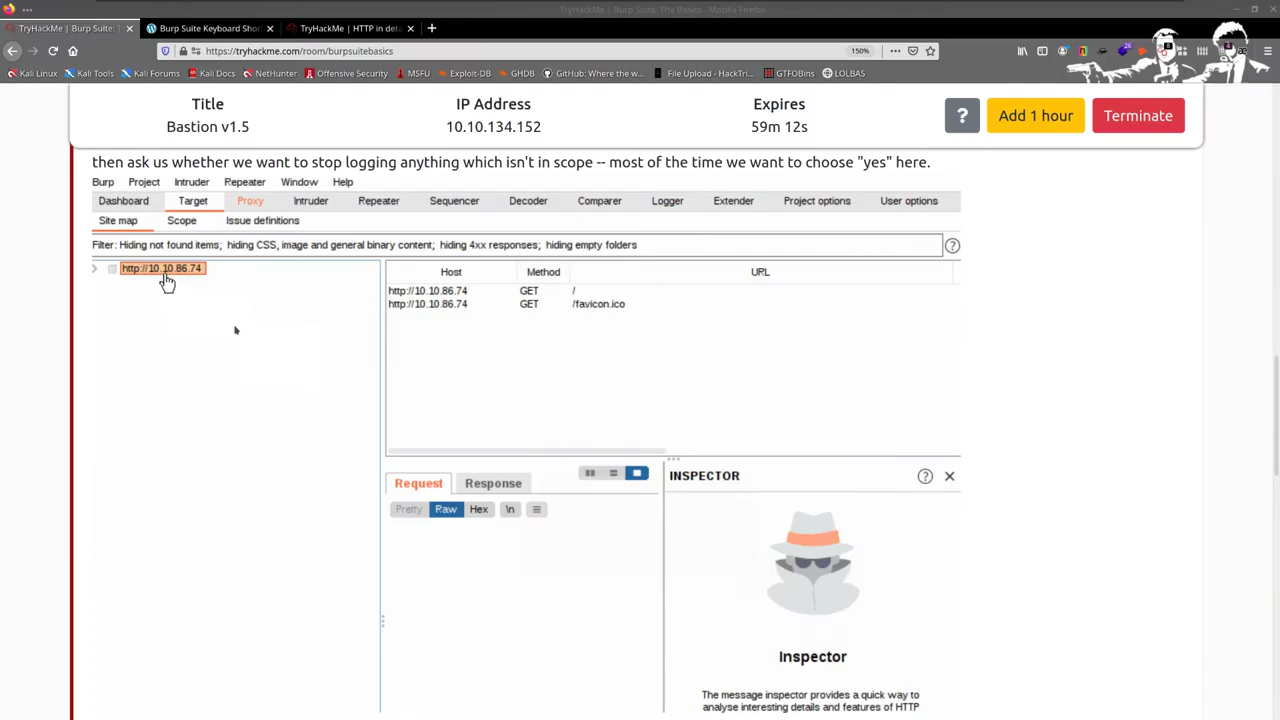 TryHackMe | Burp Suite: The Basics - Mozilla Firefox
TryHackMe | Burp Suite: T
Burp Suite Keyboard Shor
TryHackMe | HTTP in deta
https://tryhackme.com/room/burpsuitebasics
150%
Kali Linux Kali Tools Kali Forums Kali Docs NetHunter Offensive Security MSFU Exploit-DB GHDB GitHub: Where the w... File Upload - HackTri... GTFOBins LOLBAS
Title IP Address Expires
Bastion v1.5 10.10.134.152 59m 12s
? Add 1 hour Terminate
then ask us whether we want to stop logging anything which isn't in scope -- most of the time we want to choose "yes" here.
Burp Project Intruder Repeater Window Help
Dashboard Target Proxy Intruder Repeater Sequencer Decoder Comparer Logger Extender Project options User options
Site map Scope Issue definitions
Filter: Hiding not found items; hiding CSS, image and general binary content; hiding 4xx responses; hiding empty folders
http://10.10.86.74
Host Method URL
http://10.10.86.74 GET /
http://10.10.86.74 GET /favicon.ico
Request Response
Pretty Raw Hex \n
INSPECTOR
Inspector
The message inspector provides a quick way to
analyse interesting details and features of HTTP